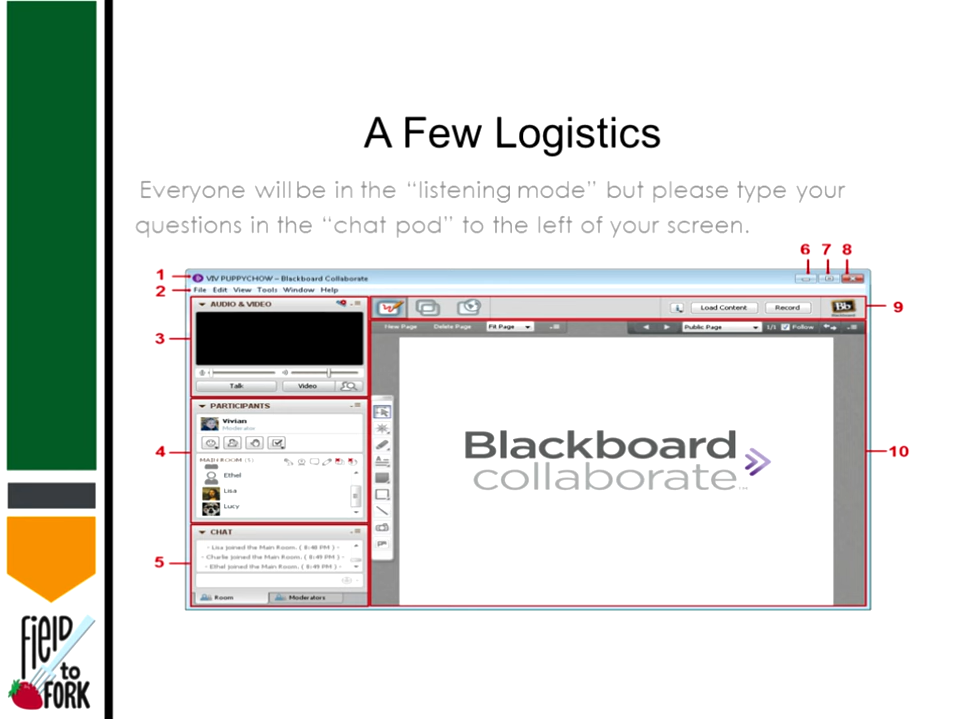 A Few Logistics
Everyone will be in the “listening mode” but please type your
questions in the “chat pod” to the left of your screen.
6 7 8
1 VIV PUPPYCHOW – Blackboard Collaborate
2 File Edit View Tools Window Help
AUDIO & VIDEO
Load Content Record Bb 9
New Page Delete Page Fit Page Public Page 1/1 Follow
3
Talk Video
PARTICIPANTS
Vivian
Moderator
4
MAIN ROOM (5)
Ethel
Lisa
Lucy
Blackboard
collaborate
10
CHAT
- Lisa joined the Main Room. ( 8:48 PM ) -
- Charlie joined the Main Room. ( 8:49 PM ) -
- Ethel joined the Main Room. ( 8:49 PM ) -
5
Room Moderators
Field
to
FORK